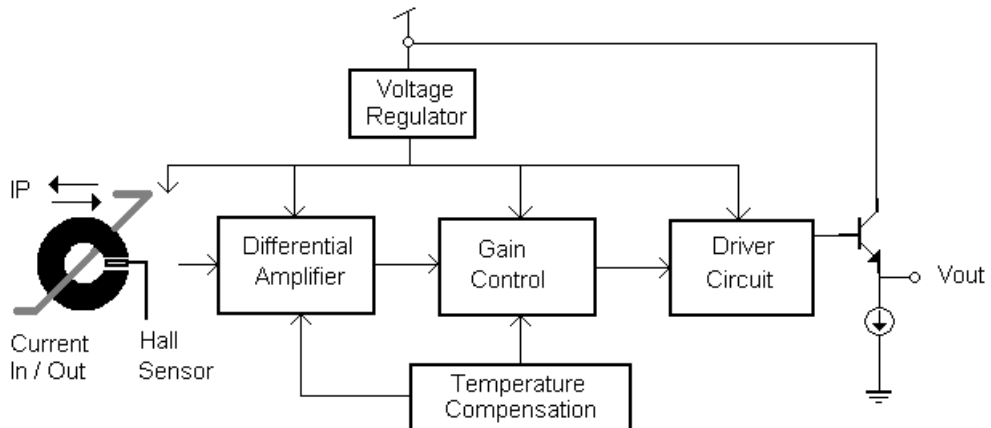 Voltage
Regulator
IP
Differential
Amplifier
Gain
Control
Driver
Circuit
Vout
Current
In / Out
Hall
Sensor
Temperature
Compensation